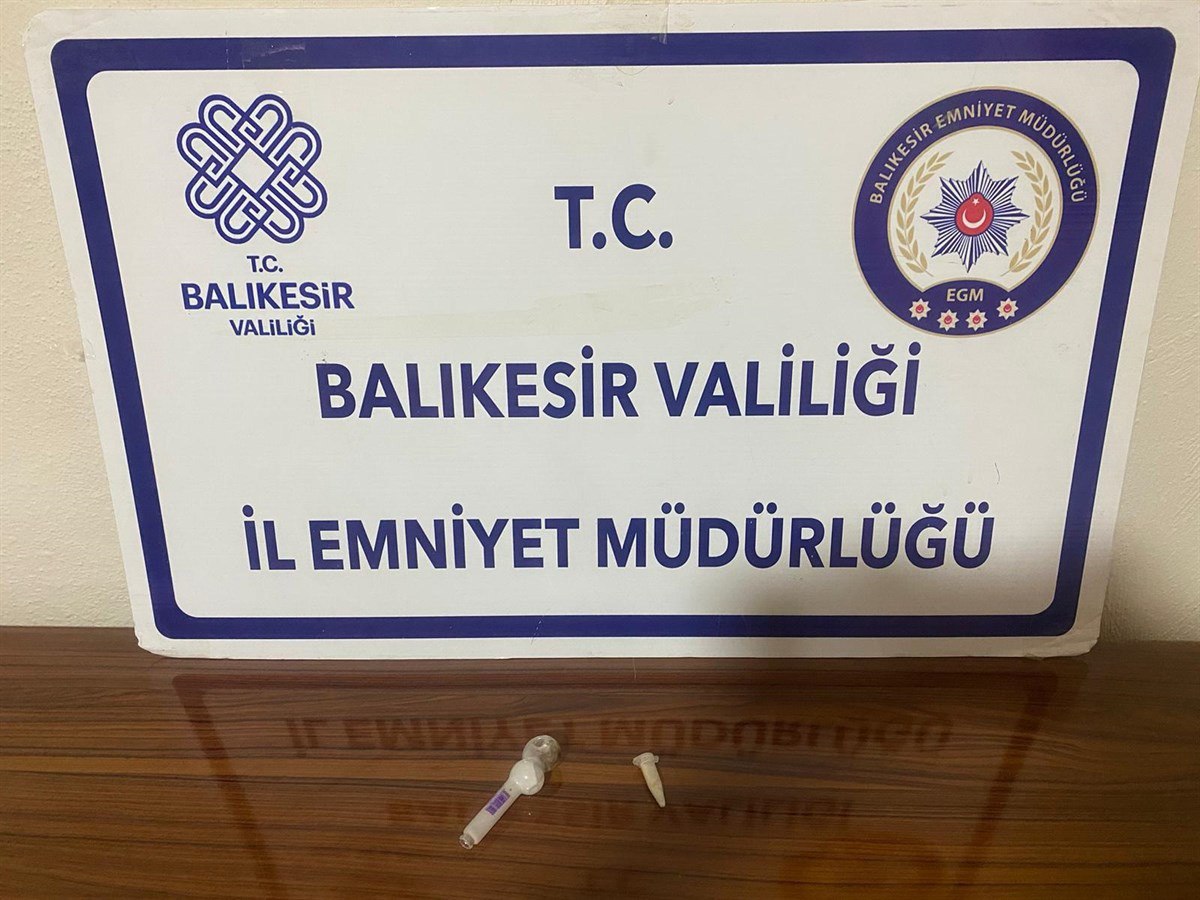 T.C.
BALIKESİR
VALİLİĞİ
BALIKESİR EMNİYET MÜDÜRLÜĞÜ
EGM
T.C.
BALIKESİR VALİLİĞİ
İL EMNİYET MÜDÜRLÜĞÜ